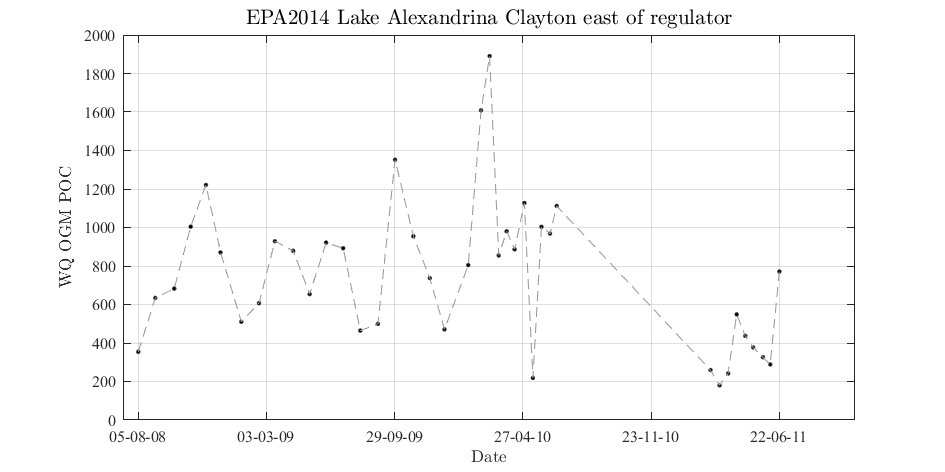 EPA2014 Lake Alexandrina Clayton east of regulator
2000
1800
1600
1400
1200
1000
800
600
400
200
0
WQ OGM POC
05-08-08 03-03-09 29-09-09 27-04-10 23-11-10 22-06-11
Date